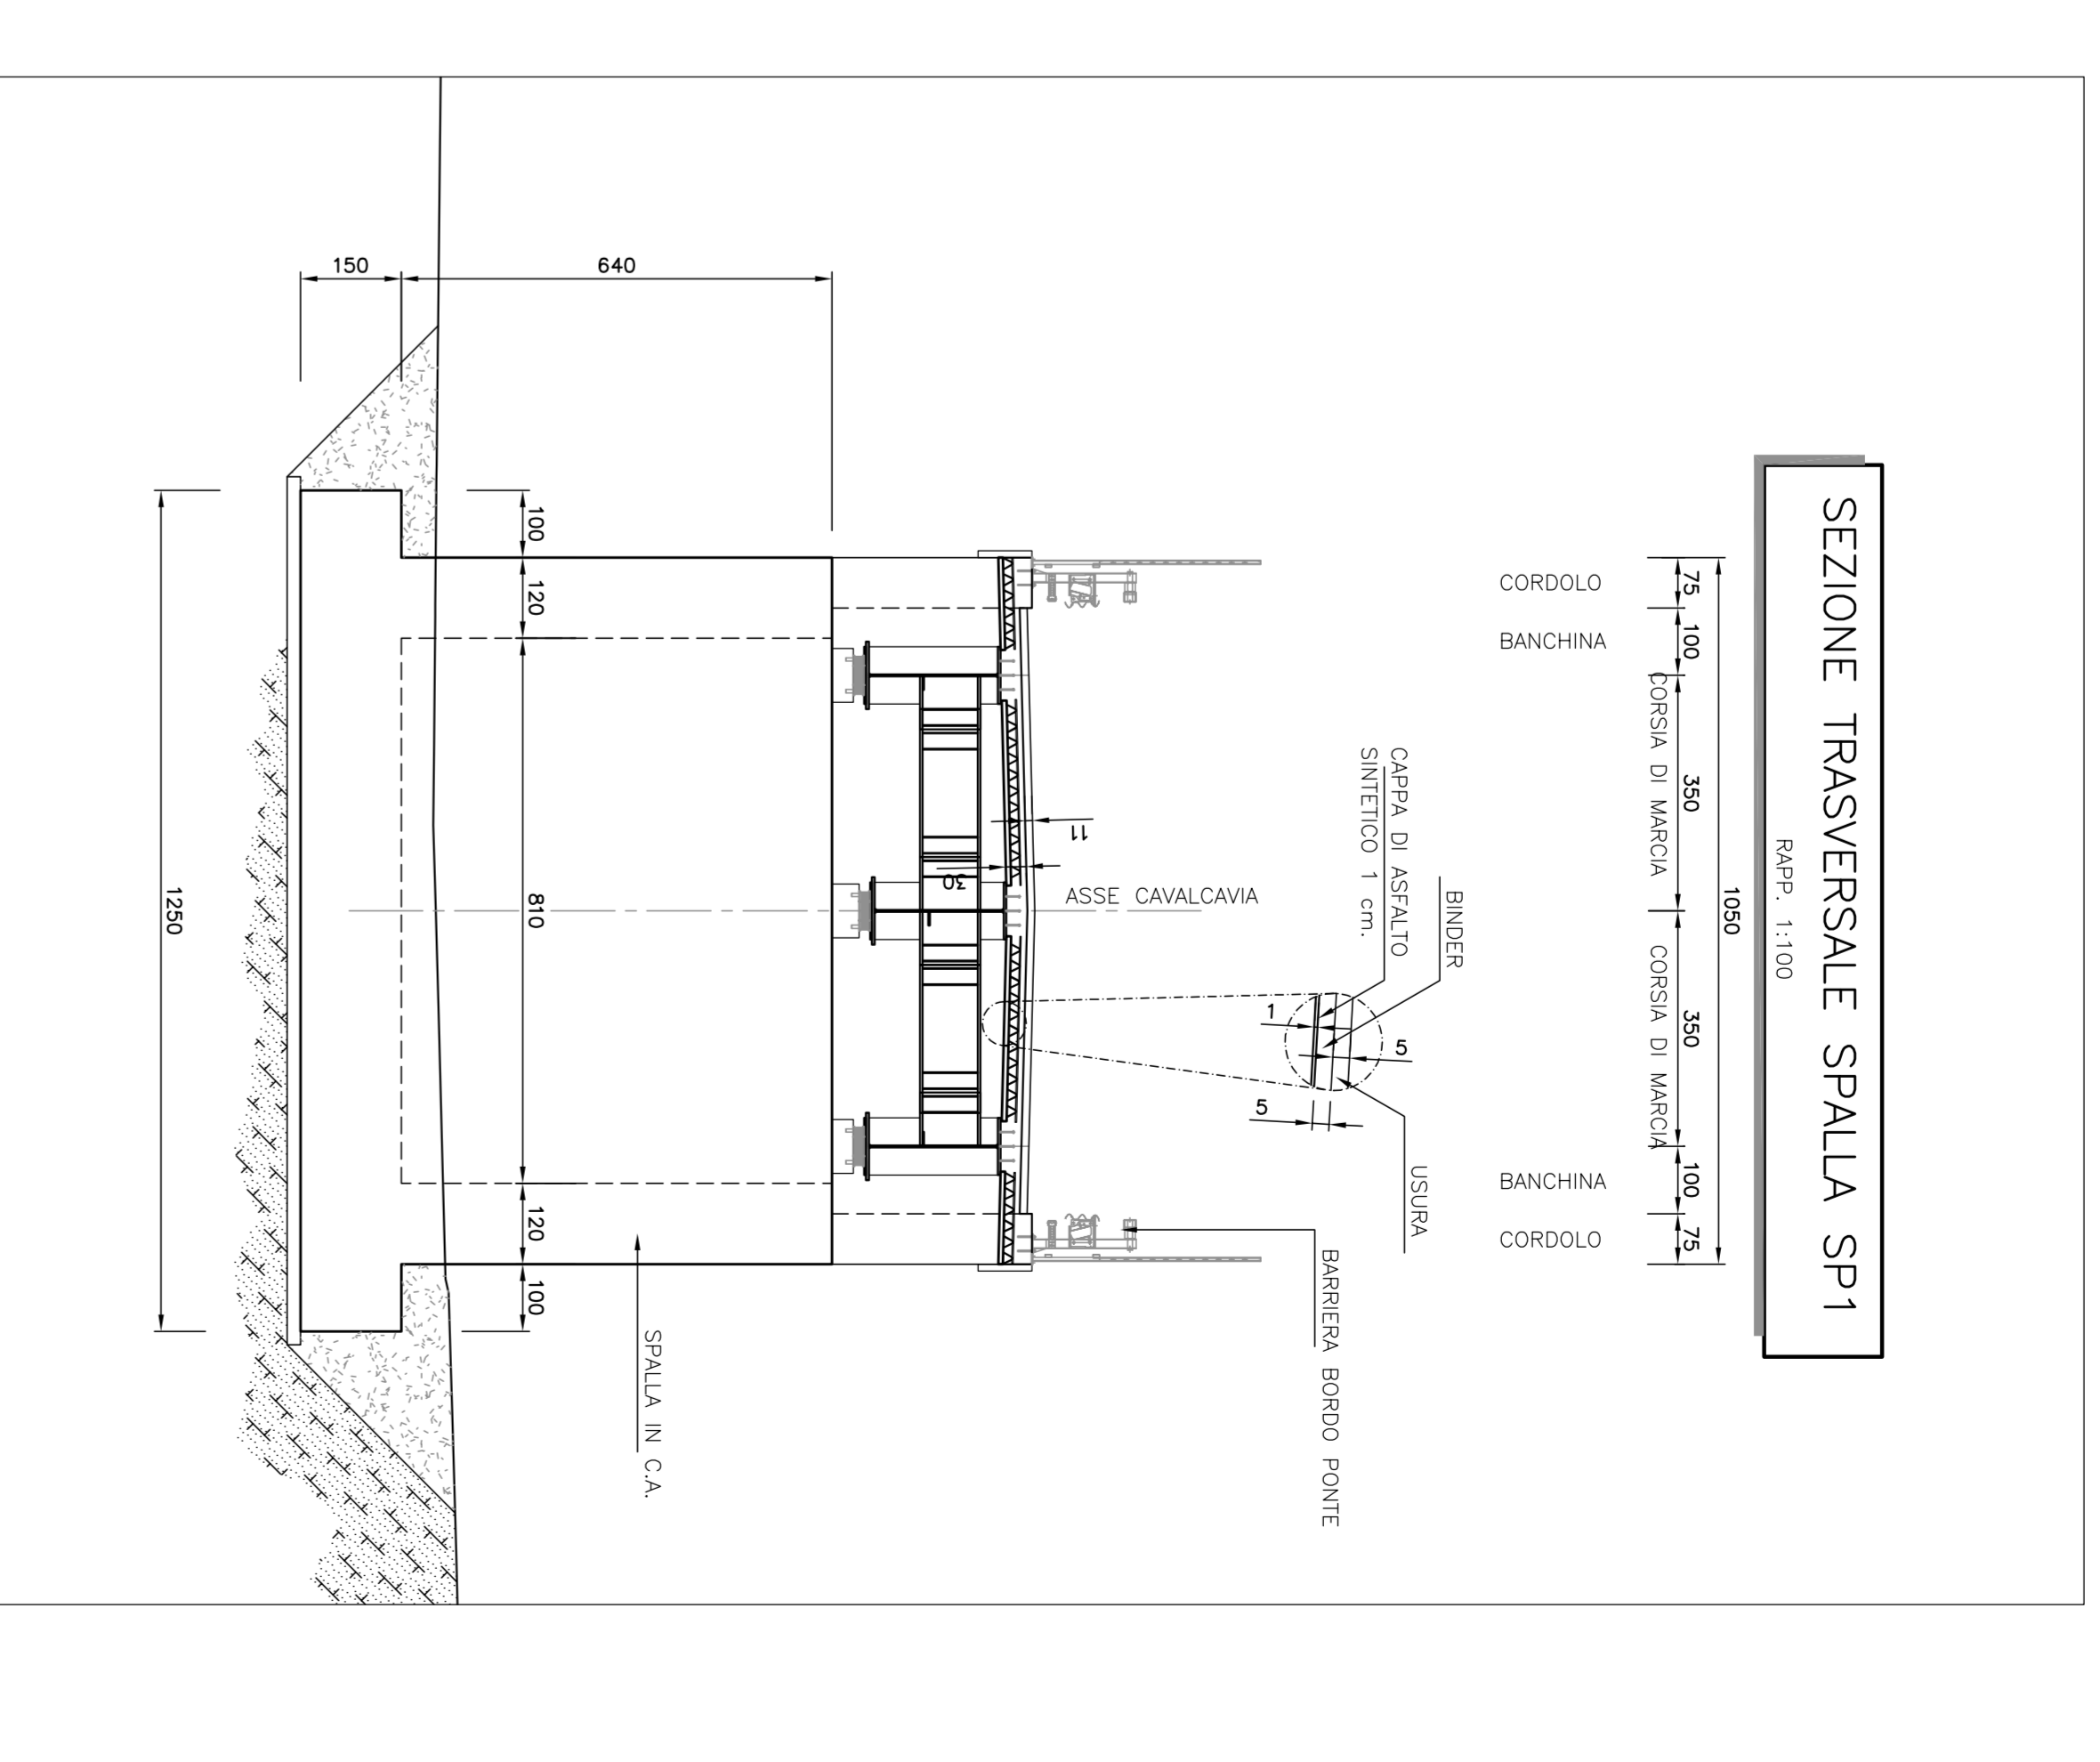 SEZIONE TRASVERSALE SPALLA SP1
RAPP. 1:100
1050
75
100
350
350
100
75
CORDOLO
BANCHINA
CORSIA DI MARCIA
CORSIA DI MARCIA
BANCHINA
CORDOLO
BINDER
CAPPA DI ASFALTO
SINTETICO 1 cm.
USURA
1
5
5
BARRIERA BORDO PONTE
ASSE CAVALCAVIA
11
30
SPALLA IN C.A.
640
150
100
120
810
120
100
1250